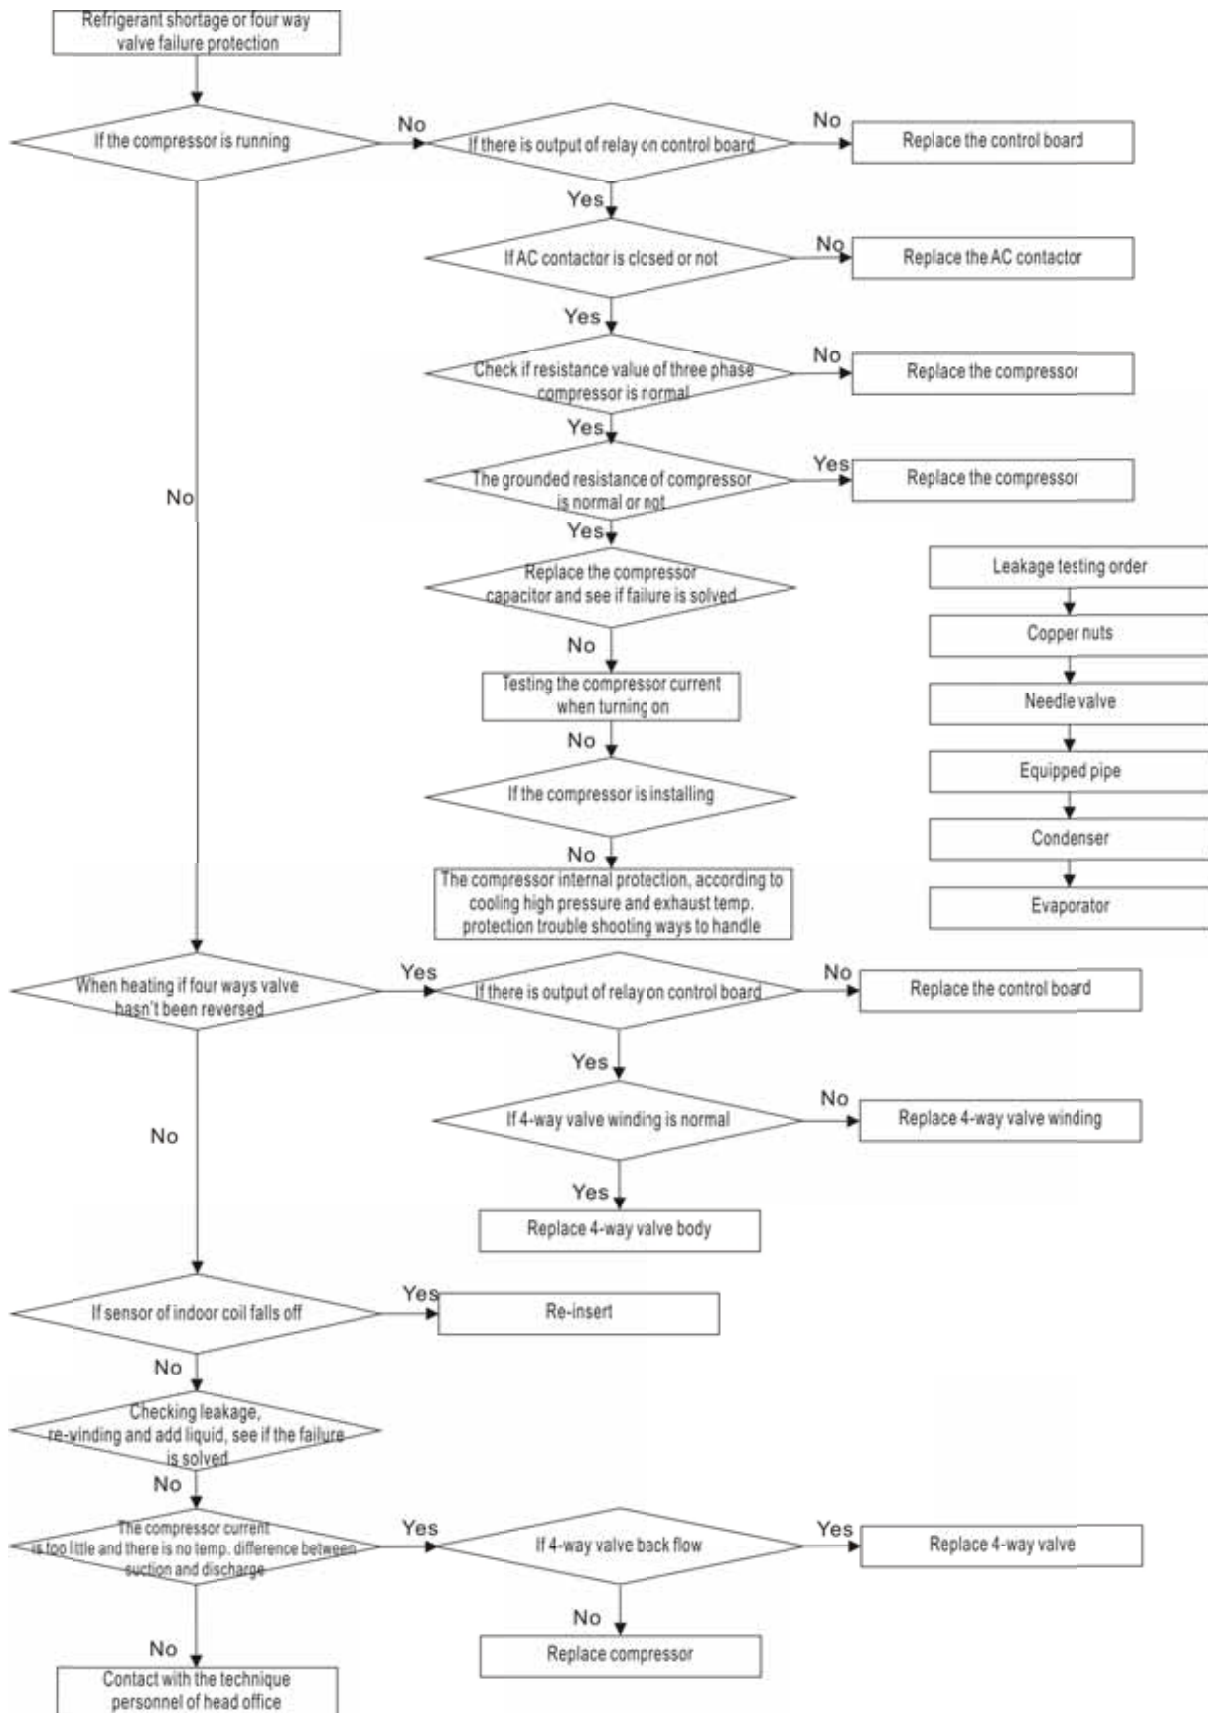 Refrigerant shortage or four way
valve failure protection
If the compressor is running
No
If there is output of relay on control board
No
Replace the control board
Yes
If AC contactor is closed or not
No
Replace the AC contactor
Yes
Check if resistance value of three phase
compressor is normal
No
Replace the compressor
Yes
The grounded resistance of compressor
is normal or not
Yes
Replace the compressor
No
Yes
Replace the compressor
capacitor and see if failure is solved
No
Testing the compressor current
when turning on
No
If the compressor is installing
No
The compressor internal protection, according to
cooling high pressure and exhaust temp.
protection trouble shooting ways to handle
Leakage testing order
Copper nuts
Needle valve
Equipped pipe
Condenser
Evaporator
When heating if four ways valve
hasn't been reversed
Yes
If there is output of relay on control board
No
Replace the control board
Yes
If 4-way valve winding is normal
No
Replace 4-way valve winding
No
Yes
Replace 4-way valve body
If sensor of indoor coil falls off
Yes
Re-insert
No
Checking leakage,
re-vinding and add liquid, see if the failure
is solved
No
The compressor current
is too little and there is no temp. difference between
suction and discharge
Yes
If 4-way valve back flow
Yes
Replace 4-way valve
No
Replace compressor
No
Contact with the technique
personnel of head office